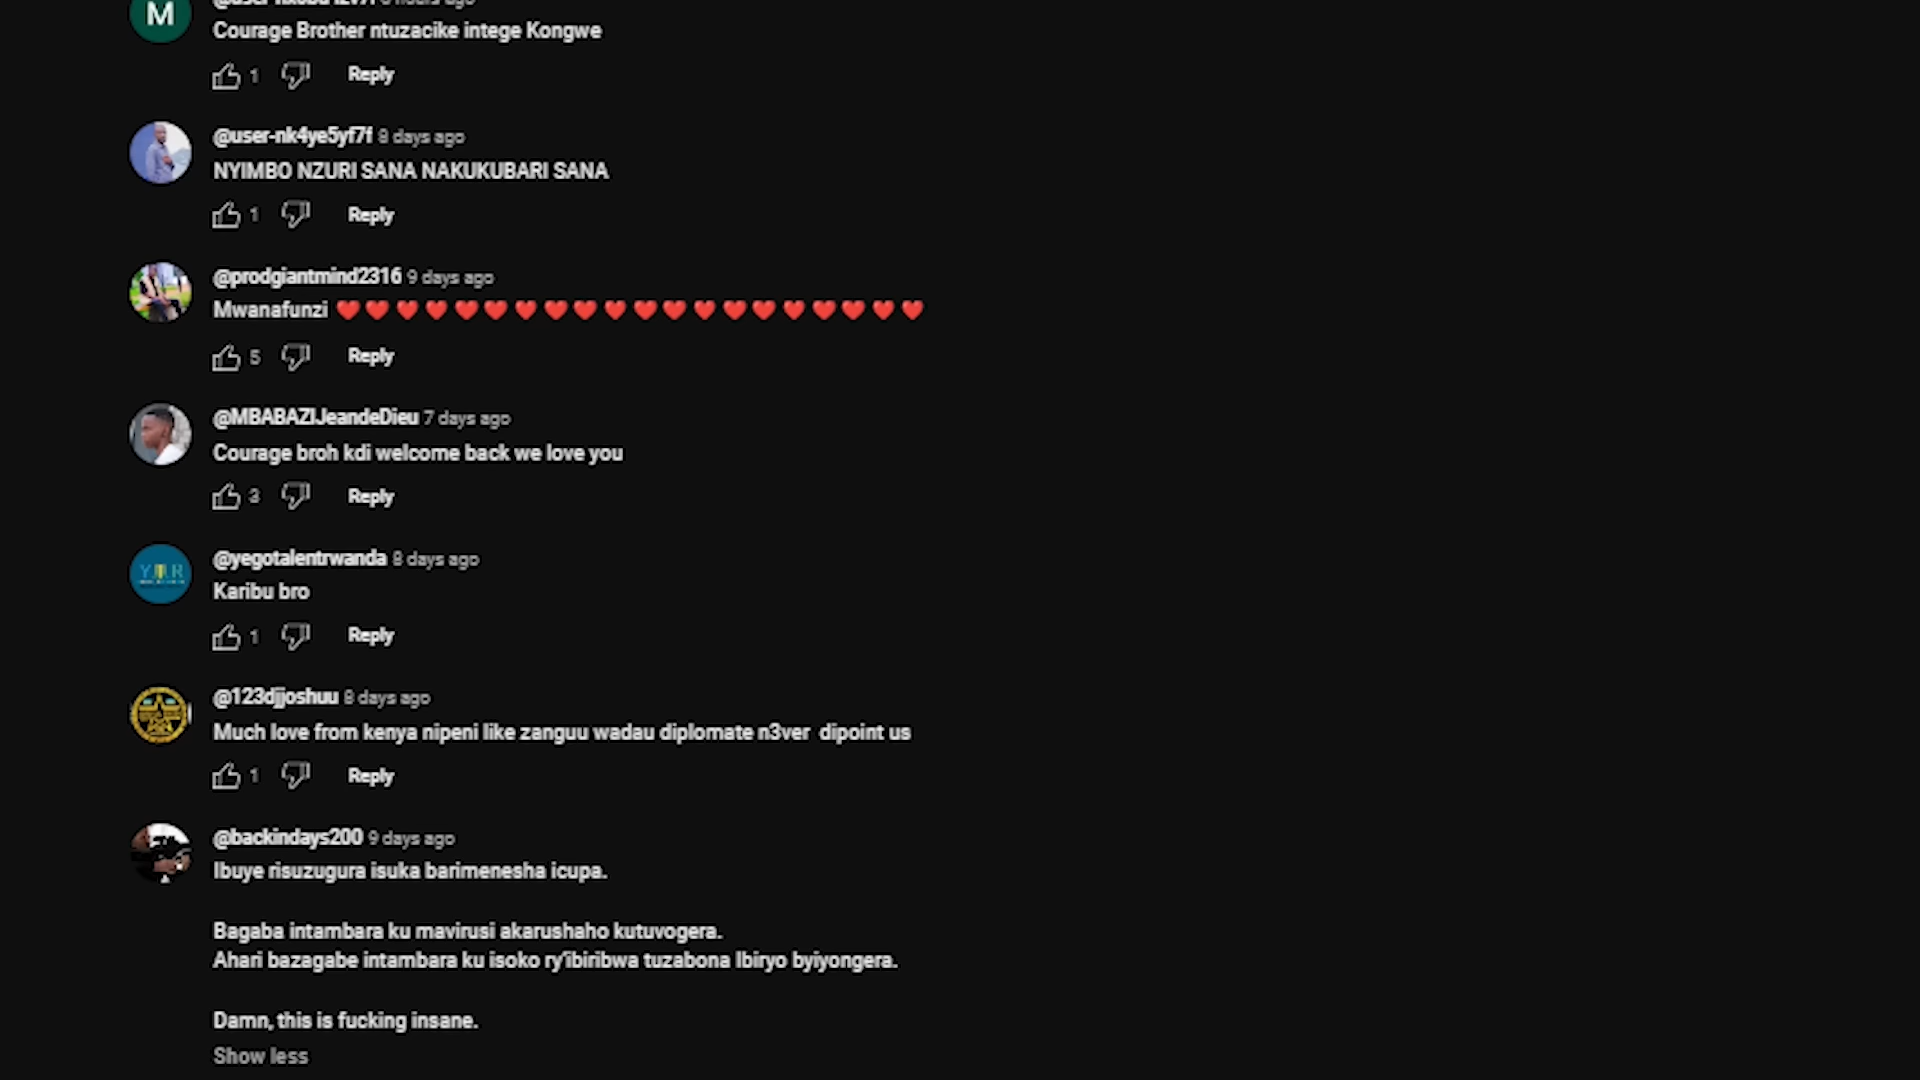 M
Courage Brother ntuzacike intege Kongwe
1 Reply
@user-nk4ye5yf7f 8 days ago
NYIMBO NZURI SANA NAKUKUBARI SANA
1 Reply
@prodgiantmind2316 9 days ago
Mwanafunzi ❤️❤️❤️❤️❤️❤️❤️❤️❤️❤️❤️❤️❤️❤️❤️❤️❤️❤️❤️❤️
5 Reply
@MBABAZIJeandeDieu 7 days ago
Courage broh kdi welcome back we love you
3 Reply
@yegotalentrwanda 8 days ago
Karibu bro
1 Reply
@123djjoshuu 8 days ago
Much love from kenya nipeni like zanguu wadau diplomate n3ver dipoint us
1 Reply
@backindays200 9 days ago
Ibuye risuzugura isuka barimenesha icupa.
Bagaba intambara ku mavirusi akarushaho kutuvogera.
Ahari bazagabe intambara ku isoko ry'ibiribwa tuzabona Ibiryo byiyongera.
Damn, this is fucking insane.
Show less